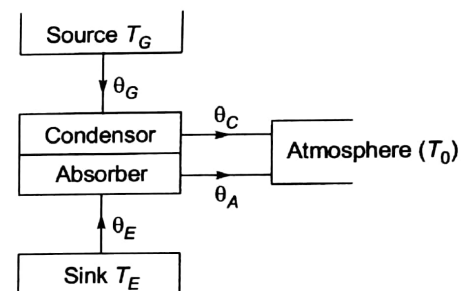 Source T_G
θ_G
Condensor
θ_C
Atmosphere (T_0)
Absorber
θ_A
θ_E
Sink T_E